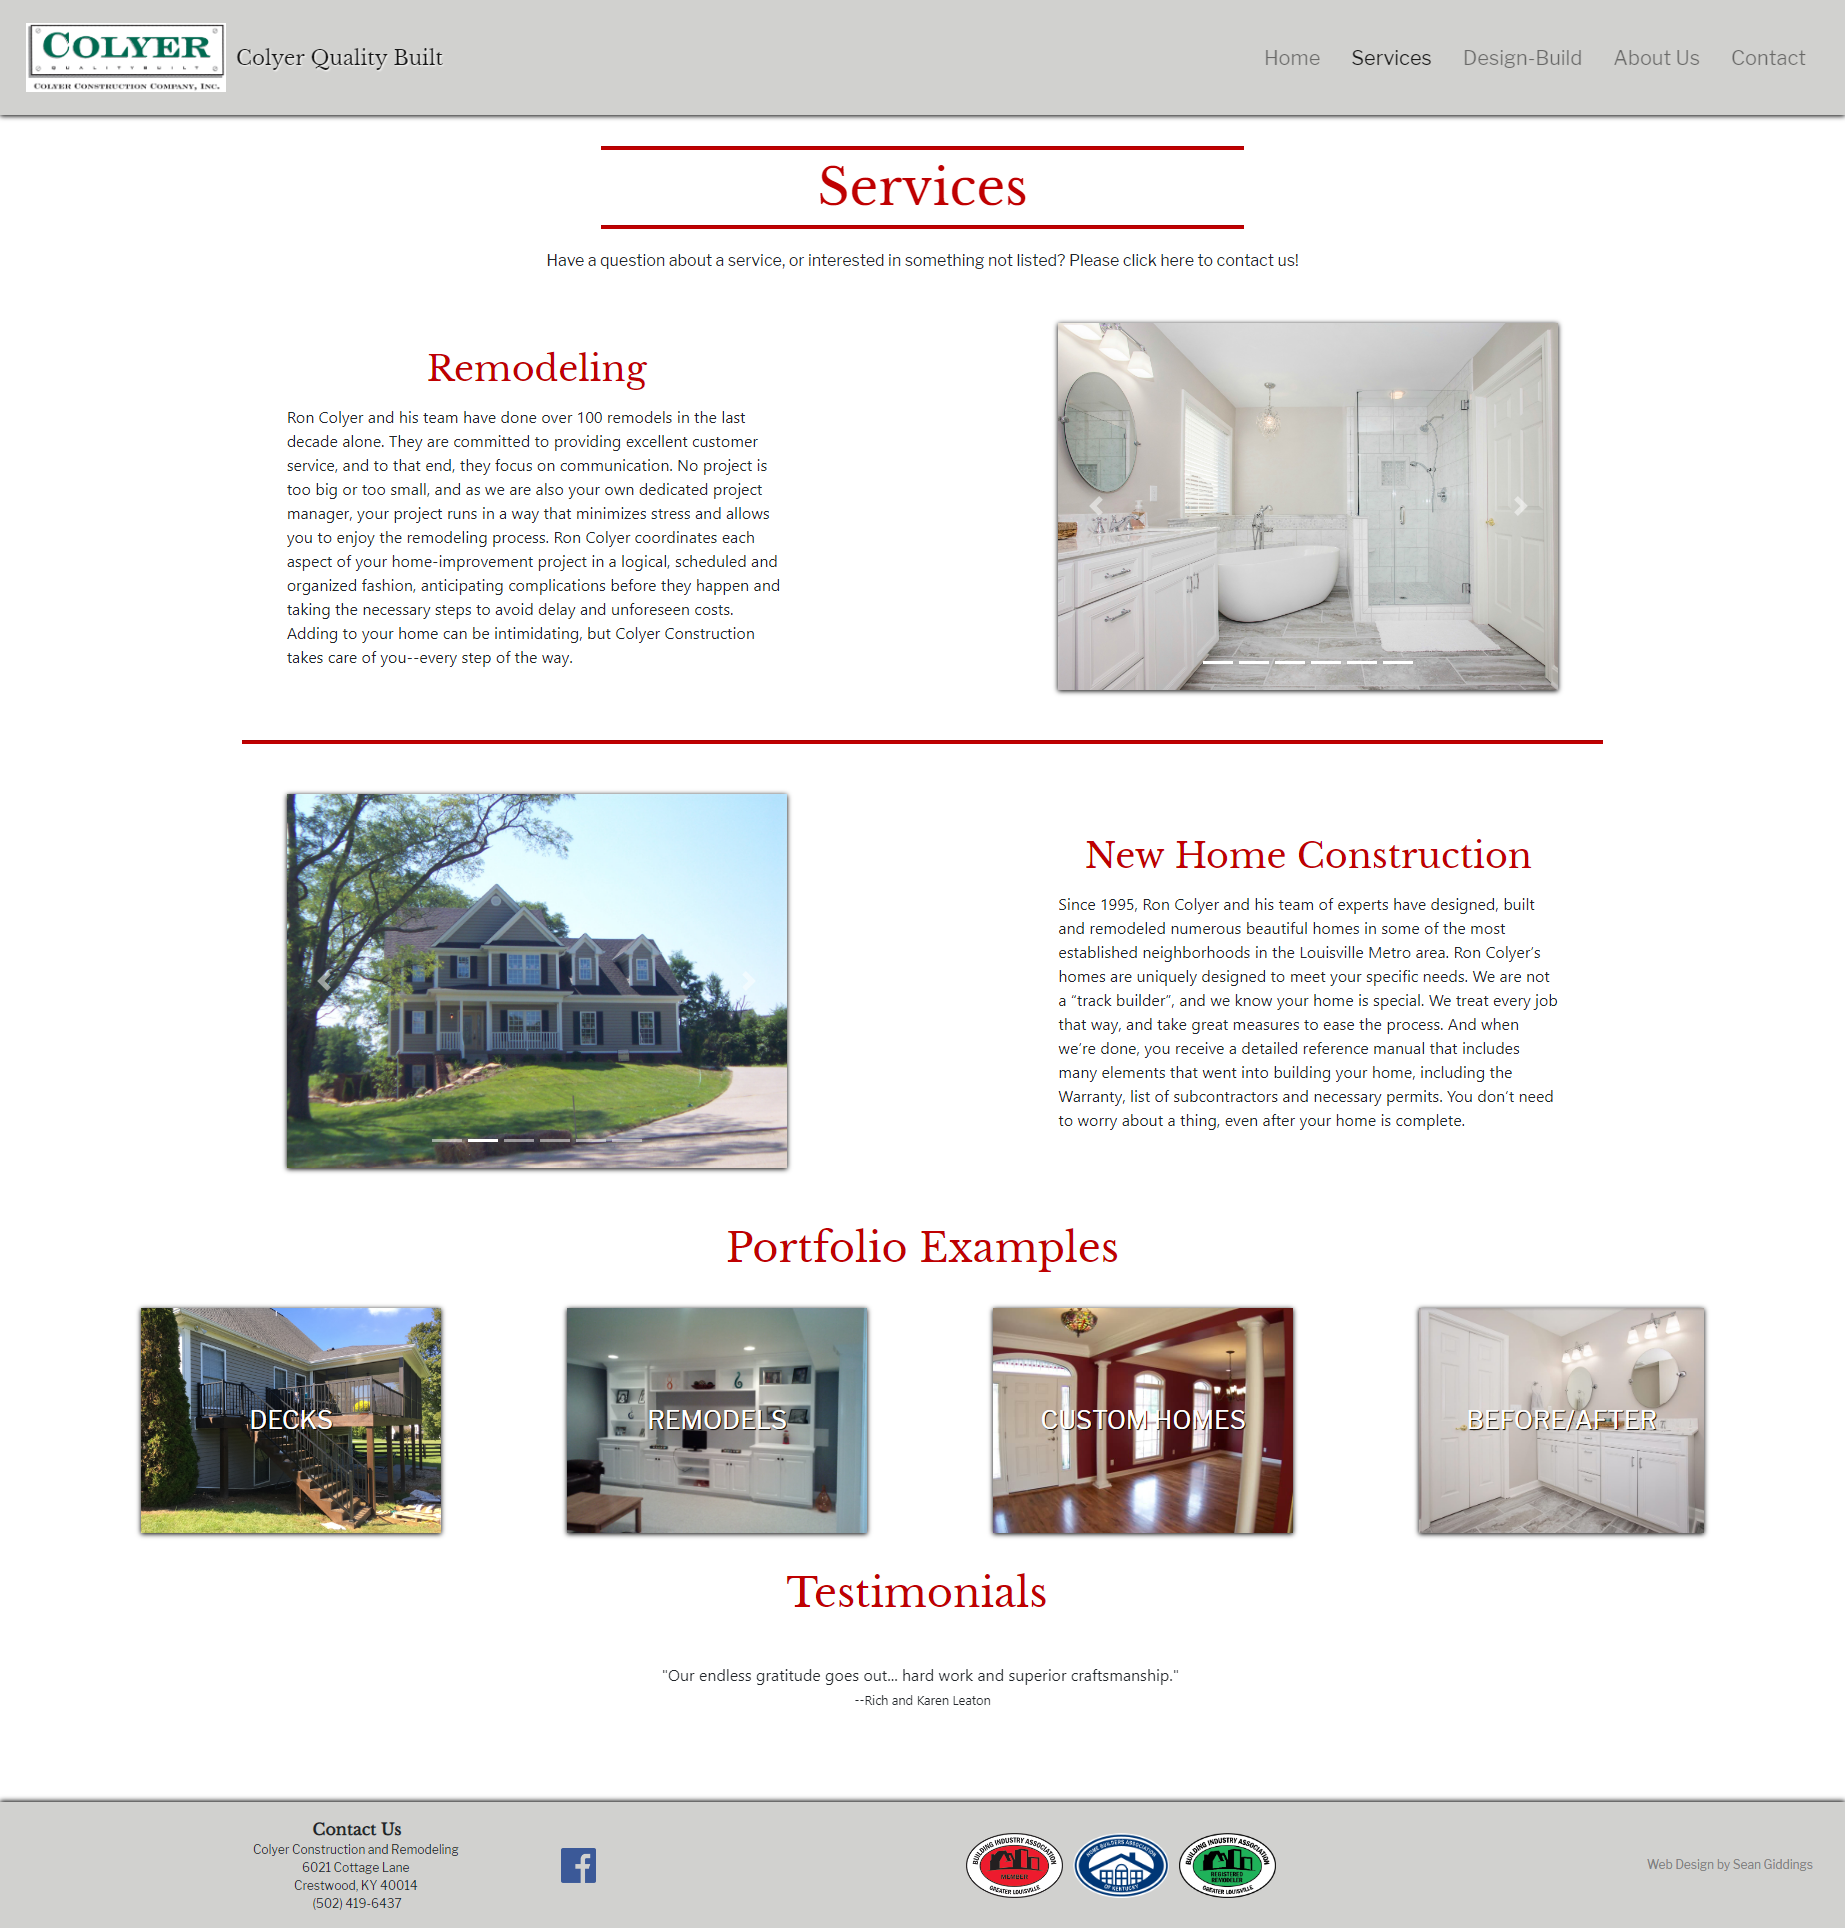 COLYER
QUALITY BUILT
COLYER CONSTRUCTION COMPANY, INC.
Colyer Quality Built
Home Services Design-Build About Us Contact
Services
Have a question about a service, or interested in something not listed? Please click here to contact us!
Remodeling
Ron Colyer and his team have done over 100 remodels in the last
decade alone. They are committed to providing excellent customer
service, and to that end, they focus on communication. No project is
too big or too small, and as we are also your own dedicated project
manager, your project runs in a way that minimizes stress and allows
you to enjoy the remodeling process. Ron Colyer coordinates each
aspect of your home-improvement project in a logical, scheduled and
organized fashion, anticipating complications before they happen and
taking the necessary steps to avoid delay and unforeseen costs.
Adding to your home can be intimidating, but Colyer Construction
takes care of you--every step of the way.
New Home Construction
Since 1995, Ron Colyer and his team of experts have designed, built
and remodeled numerous beautiful homes in some of the most
established neighborhoods in the Louisville Metro area. Ron Colyer’s
homes are uniquely designed to meet your specific needs. We are not
a “track builder”, and we know your home is special. We treat every job
that way, and take great measures to ease the process. And when
we’re done, you receive a detailed reference manual that includes
many elements that went into building your home, including the
Warranty, list of subcontractors and necessary permits. You don’t need
to worry about a thing, even after your home is complete.
Portfolio Examples
DECKS
REMODELS
CUSTOM HOMES
BEFORE/AFTER
Testimonials
"Our endless gratitude goes out... hard work and superior craftsmanship."
--Rich and Karen Leaton
Contact Us
Colyer Construction and Remodeling
6021 Cottage Lane
Crestwood, KY 40014
(502) 419-6437
f
BUILDING INDUSTRY ASSOCIATION
MEMBER
GREATER LOUISVILLE
HOME BUILDERS ASSOCIATION
OF KENTUCKY
BUILDING INDUSTRY ASSOCIATION
REGISTERED
REMODELER
GREATER LOUISVILLE
Web Design by Sean Giddings